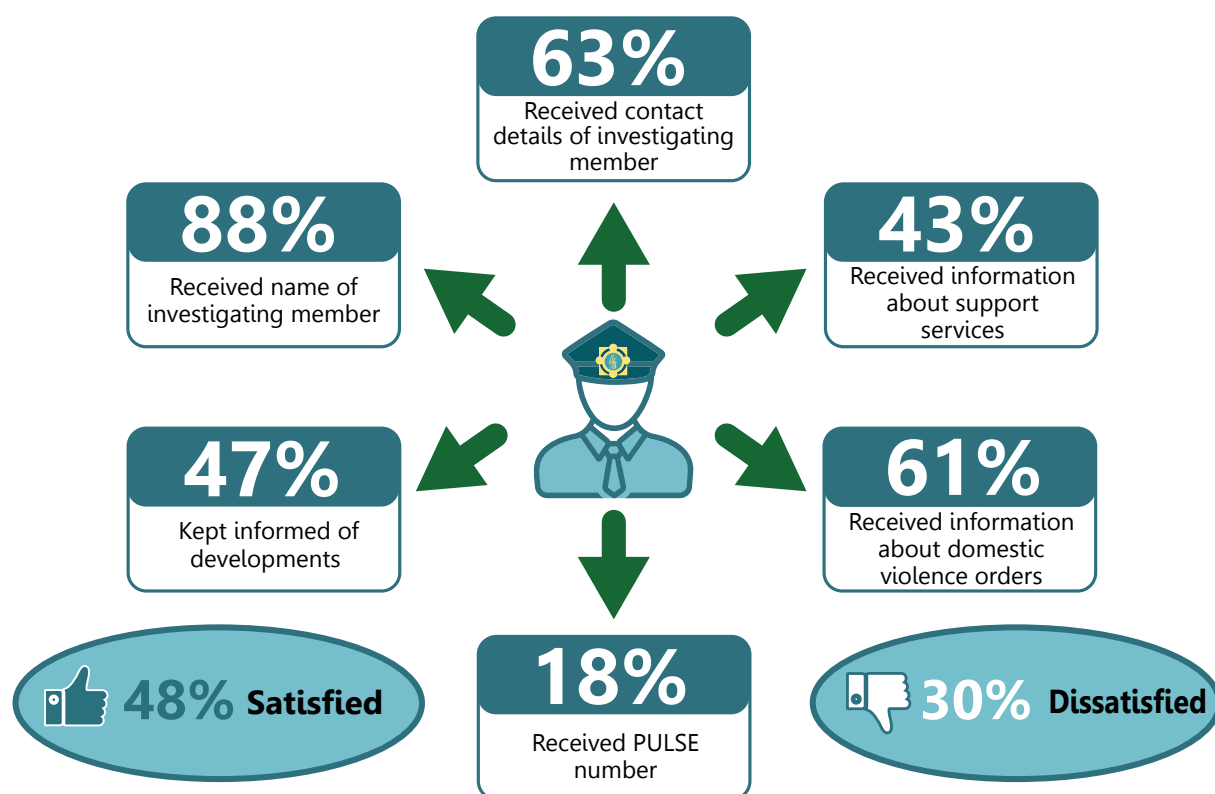 63%
Received contact
details of investigating
member
88%
Received name of
investigating member
43%
Received information
about support
services
47%
Kept informed of
developments
61%
Received information
about domestic
violence orders
48% Satisfied
18%
Received PULSE
number
30% Dissatisfied